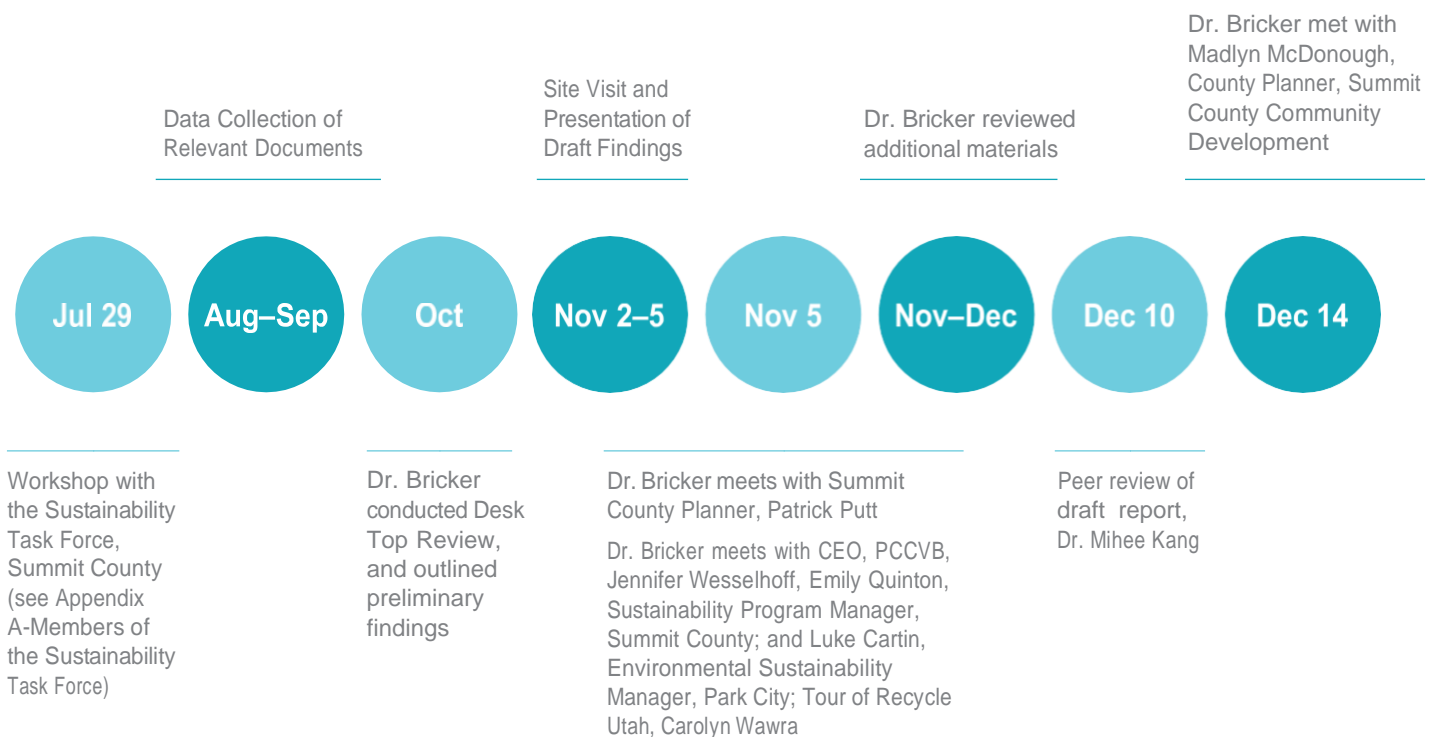 Dr. Bricker met with
Madlyn McDonough,
County Planner, Summit
County Community
Development
Site Visit and
Presentation of
Draft Findings
Data Collection of
Relevant Documents
Dr. Bricker reviewed
additional materials
Jul 29
Aug–Sep
Oct
Nov 2–5
Nov 5
Nov–Dec
Dec 10
Dec 14
Workshop with
the Sustainability
Task Force,
Summit County
(see Appendix
A-Members of
the Sustainability
Task Force)
Dr. Bricker
conducted Desk
Top Review,
and outlined
preliminary
findings
Dr. Bricker meets with Summit
County Planner, Patrick Putt
Dr. Bricker meets with CEO, PCCVB,
Jennifer Wesselhoff, Emily Quinton,
Sustainability Program Manager,
Summit County; and Luke Cartin,
Environmental Sustainability
Manager, Park City; Tour of Recycle
Utah, Carolyn Wawra
Peer review of
draft report,
Dr. Mihee Kang